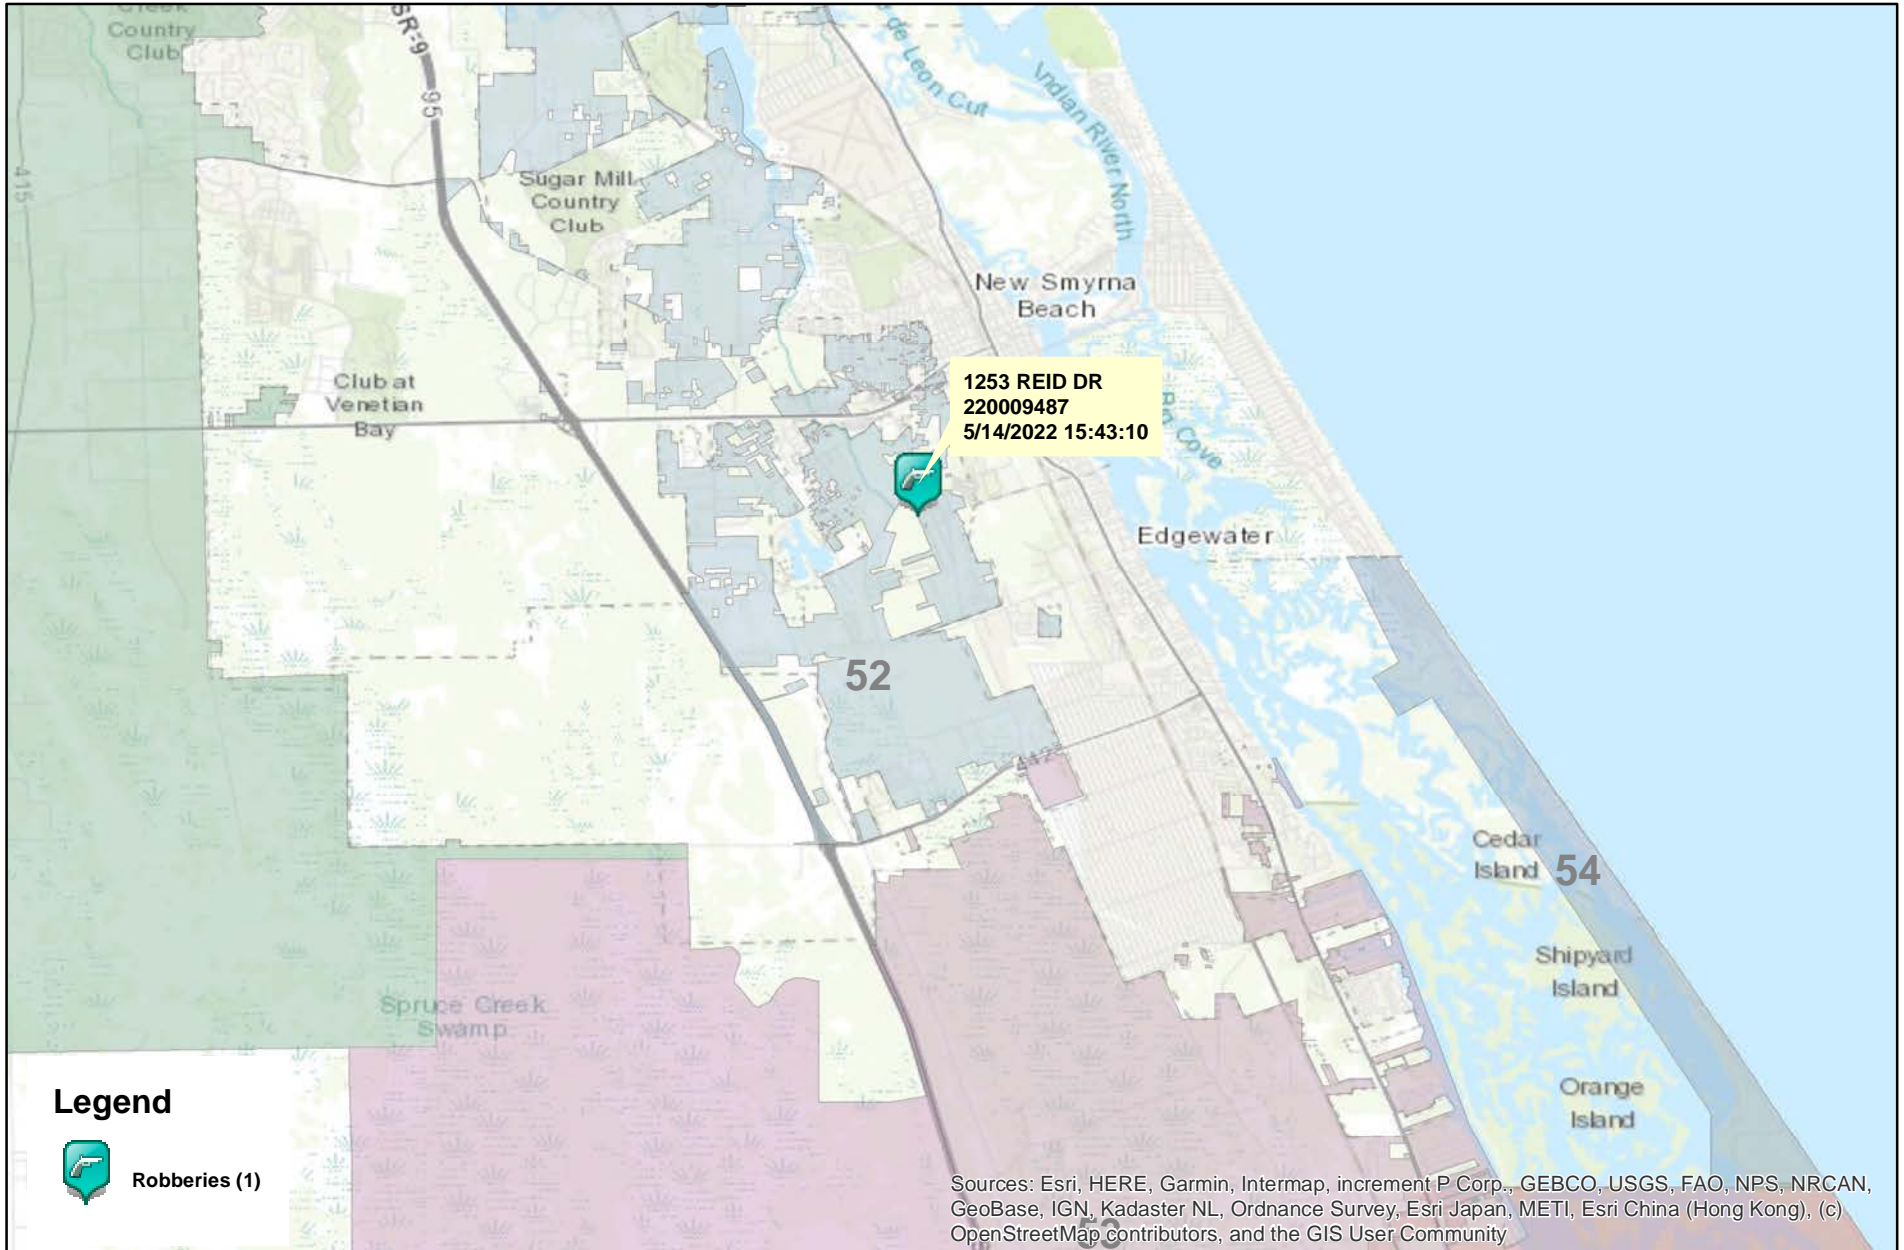 Creek
Country
Club
SR-9
95
de Leon Cut
Indian River North
415
Sugar Mill
Country
Club
New Smyrna
Beach
Club at
Venetian
Bay
1253 REID DR
220009487
5/14/2022 15:43:10
Cove
Edgewater
52
442
Cedar
Island
54
Shipyard
Island
Spruce Creek
Swamp
Orange
Island
Legend
Robberies (1)
Sources: Esri, HERE, Garmin, Intermap, increment P Corp., GEBCO, USGS, FAO, NPS, NRCAN,
GeoBase, IGN, Kadaster NL, Ordnance Survey, Esri Japan, METI, Esri China (Hong Kong), (c)
OpenStreetMap contributors, and the GIS User Community
53